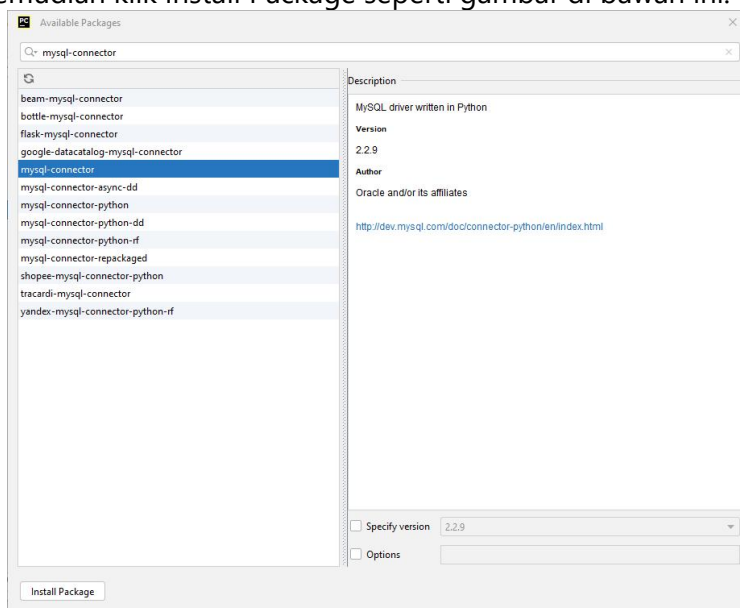 klik Install Package seperti gambar di bawah ini.
PC Available Packages
mysql-connector
Description
beam-mysql-connector
bottle-mysql-connector
flask-mysql-connector
google-datacatalog-mysql-connector
mysql-connector
mysql-connector-async-dd
mysql-connector-python
mysql-connector-python-dd
mysql-connector-python-rf
mysql-connector-repackaged
shopee-mysql-connector-python
tracardi-mysql-connector
yandex-mysql-connector-python-rf
MySQL driver written in Python
Version
2.2.9
Author
Oracle and/or its affiliates
http://dev.mysql.com/doc/connector-python/en/index.html
Specify version 2.2.9
Options
Install Package